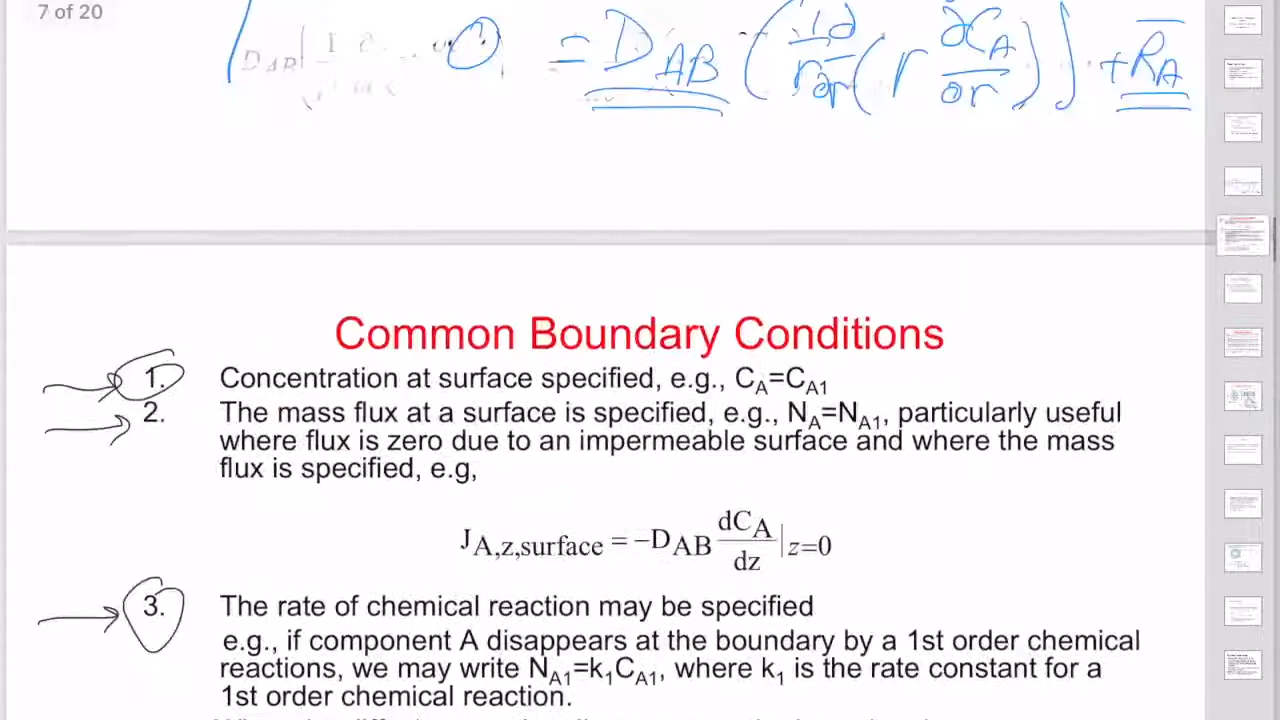 7 of 20
0 = D_AB ( 1/r ∂/∂r ( r ∂C_A/∂r ) ) + R_A
Common Boundary Conditions
1. Concentration at surface specified, e.g., C_A=C_A1
2. The mass flux at a surface is specified, e.g., N_A=N_A1, particularly useful
where flux is zero due to an impermeable surface and where the mass
flux is specified, e.g,
J_A,z,surface = −D_AB dC_A/dz |z=0
3. The rate of chemical reaction may be specified
e.g., if component A disappears at the boundary by a 1st order chemical
reactions, we may write N_A1=k_1C_A1, where k_1 is the rate constant for a
1st order chemical reaction.